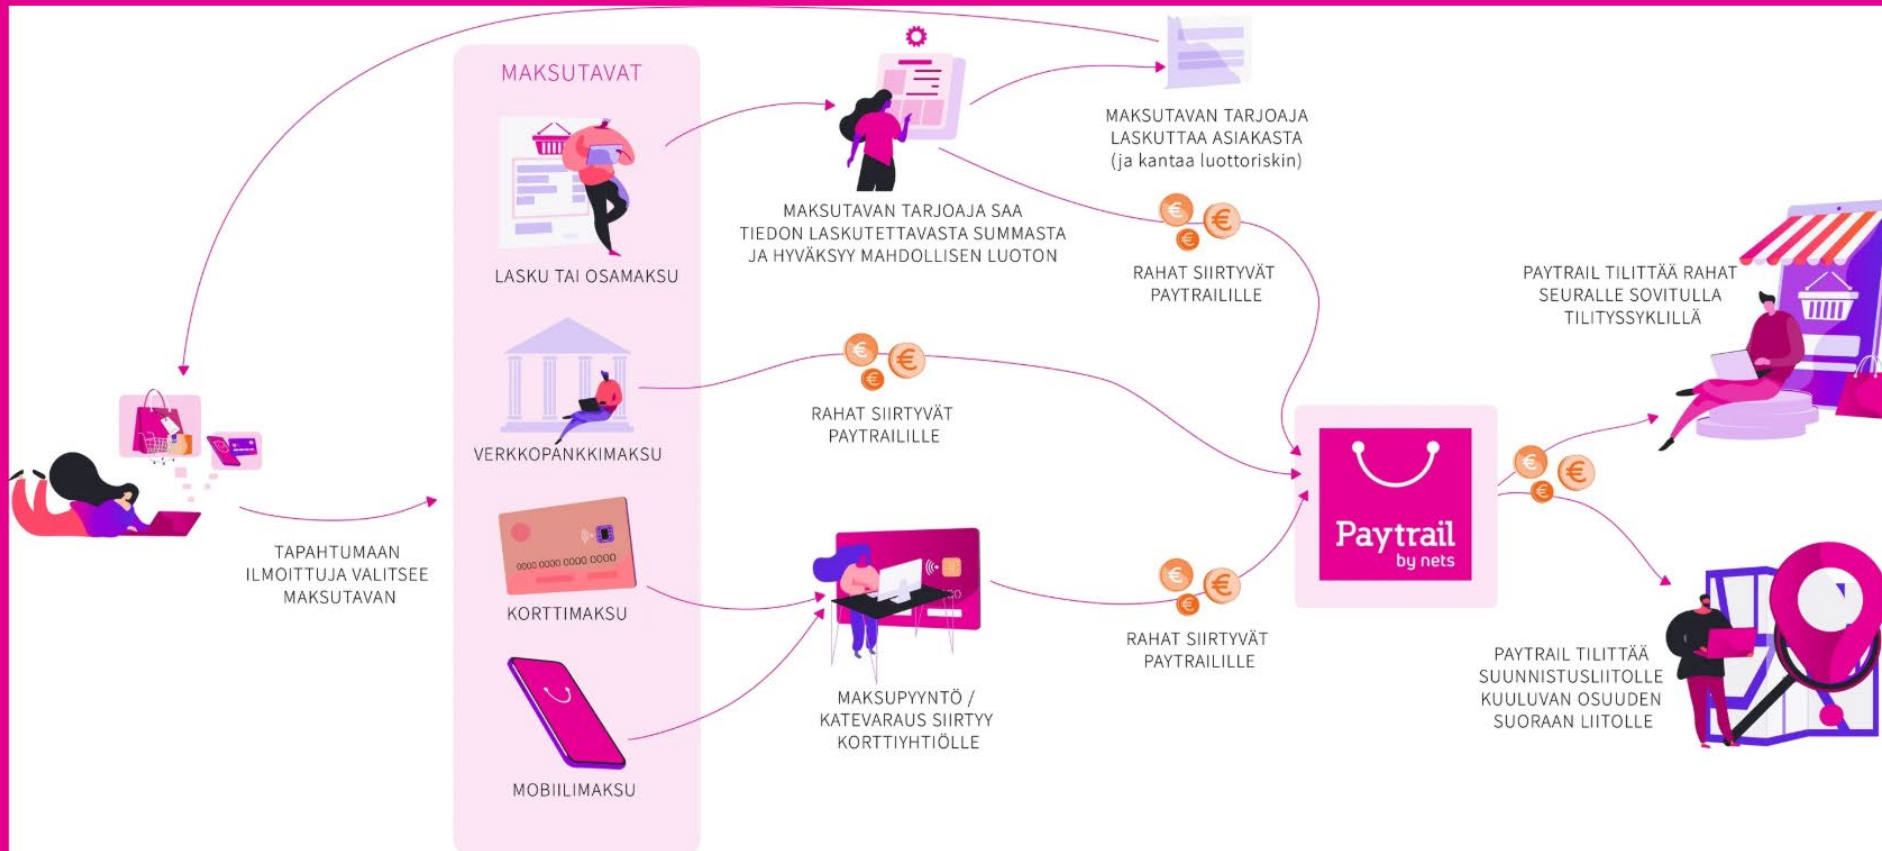 MAKSUTAVAT
LASKU TAI OSAMAKSU
VERKKOPANKKIMAKSU
0000 0000 0000 0000
KORTTIMAKSU
MOBIILIMAKSU
TAPAHTUMAAN
ILMOITTUJA VALITSEE
MAKSUTAVAN
MAKSUTAVAN TARJOAJA SAA
TIEDON LASKUTETTAVASTA SUMMASTA
JA HYVÄKSYY MAHDOLLISEN LUOTON
MAKSUTAVAN TARJOAJA
LASKUTTAA ASIAKASTA
(ja kantaa luottoriskin)
RAHAT SIIRTYVÄT
PAYTRAILILLE
RAHAT SIIRTYVÄT
PAYTRAILILLE
MAKSUPYYNTÖ /
KATEVARAUS SIIRTYY
KORTTIYHTIÖLLE
RAHAT SIIRTYVÄT
PAYTRAILILLE
Paytrail
by nets
PAYTRAIL TILITTÄÄ RAHAT
SEURALLE SOVITULLA
TILITYSSYKLILLÄ
PAYTRAIL TILITTÄÄ
SUUNNISTUSLIITOLLE
KUULUVAN OSUUDEN
SUORAAN LIITOLLE